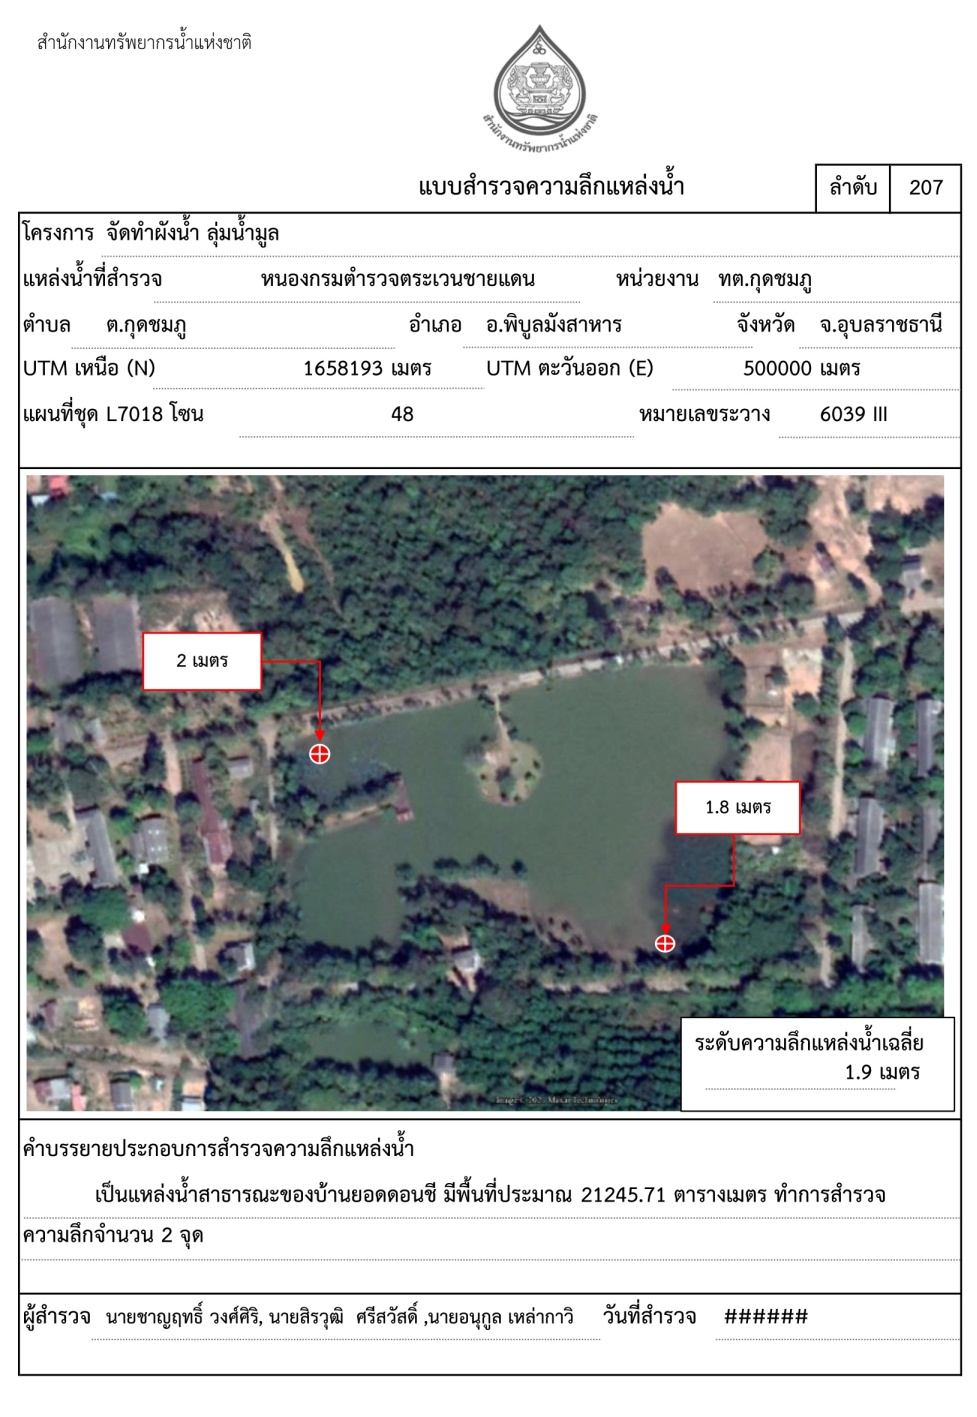 สำนักงานทรัพยากรน้ำแห่งชาติ
สำนักงานทรัพยากรน้ำแห่งชาติ
แบบสำรวจความลึกแหล่งน้ำ ลำดับ 207
โครงการ จัดทำผังน้ำ ลุ่มน้ำมูล
แหล่งน้ำที่สำรวจ หนองกรมตำรวจตระเวนชายแดน หน่วยงาน ทต.กุดชมภู
ตำบล ต.กุดชมภู อำเภอ อ.พิบูลมังสาหาร จังหวัด จ.อุบลราชธานี
UTM เหนือ (N) 1658193 เมตร UTM ตะวันออก (E) 500000 เมตร
แผนที่ชุด L7018 โซน 48 หมายเลขระวาง 6039 III
2 เมตร
1.8 เมตร
ระดับความลึกแหล่งน้ำเฉลี่ย
1.9 เมตร
Image © 2021 Maxar Technologies
คำบรรยายประกอบการสำรวจความลึกแหล่งน้ำ
เป็นแหล่งน้ำสาธารณะของบ้านยอดดอนชี มีพื้นที่ประมาณ 21245.71 ตารางเมตร ทำการสำรวจ
ความลึกจำนวน 2 จุด
ผู้สำรวจ นายชาญฤทธิ์ วงศ์ศิริ, นายสิรวุฒิ ศรีสวัสดิ์ ,นายอนุกูล เหล่ากาวี วันที่สำรวจ ######